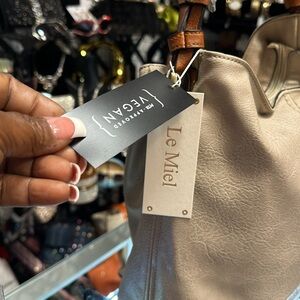 PETA APPROVED
{VEGAN}
Le Miel